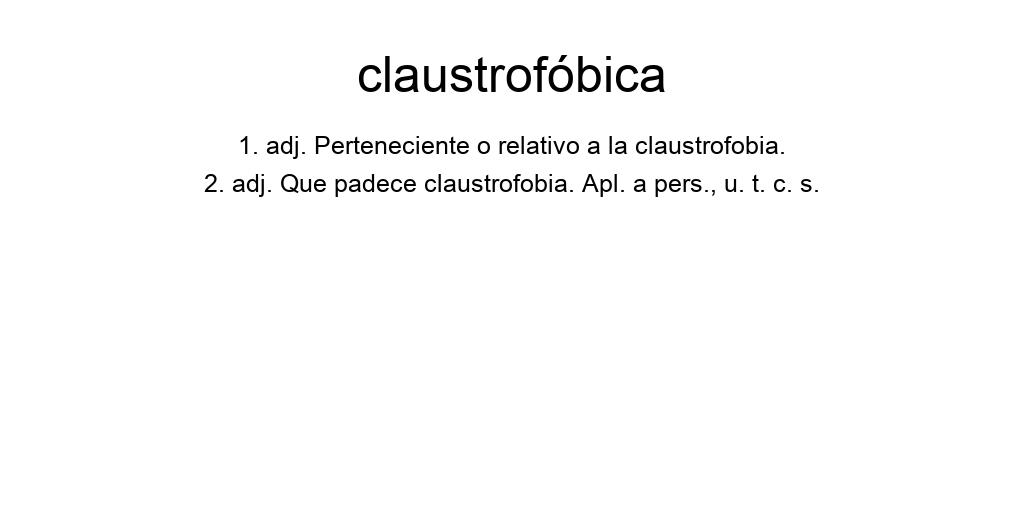 claustrofóbica
1. adj. Perteneciente o relativo a la claustrofobia.
2. adj. Que padece claustrofobia. Apl. a pers., u. t. c. s.